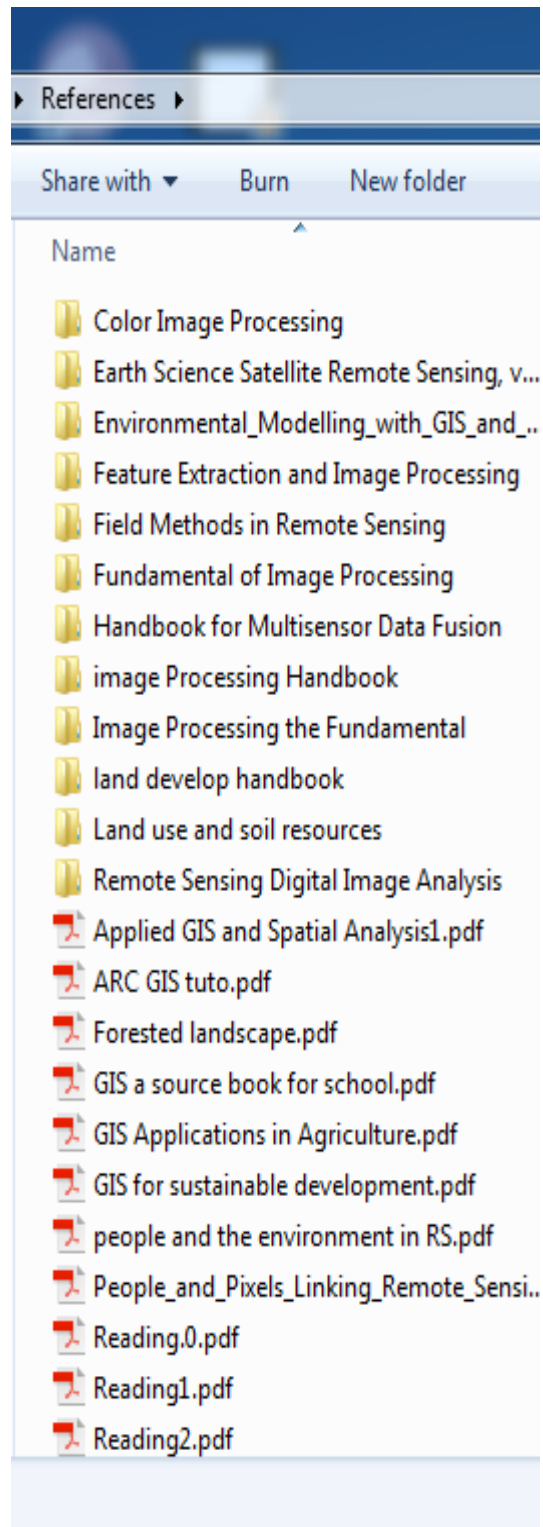 References
Share with Burn New folder
Name
Color Image Processing
Earth Science Satellite Remote Sensing, v...
Environmental_Modelling_with_GIS_and_...
Feature Extraction and Image Processing
Field Methods in Remote Sensing
Fundamental of Image Processing
Handbook for Multisensor Data Fusion
image Processing Handbook
Image Processing the Fundamental
land develop handbook
Land use and soil resources
Remote Sensing Digital Image Analysis
Applied GIS and Spatial Analysis1.pdf
ARC GIS tuto.pdf
Forested landscape.pdf
GIS a source book for school.pdf
GIS Applications in Agriculture.pdf
GIS for sustainable development.pdf
people and the environment in RS.pdf
People_and_Pixels_Linking_Remote_Sensi...
Reading.0.pdf
Reading1.pdf
Reading2.pdf